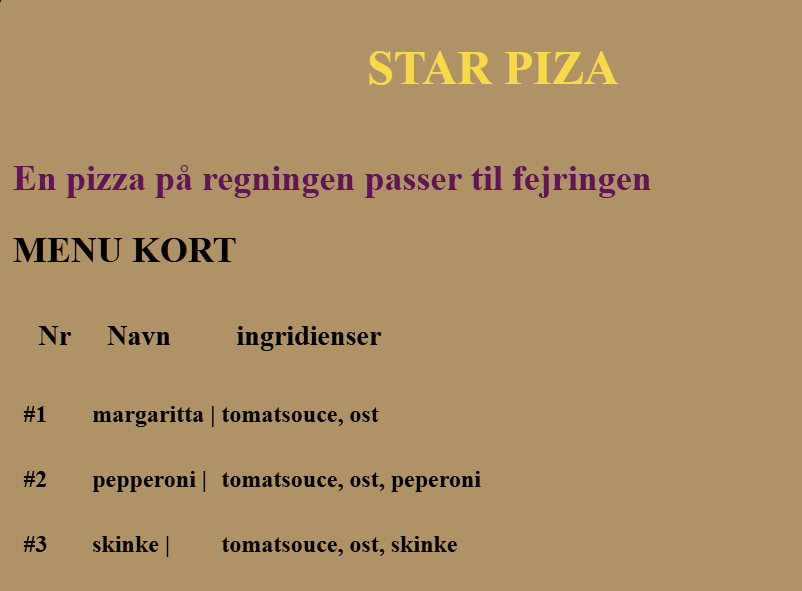 STAR PIZA
En pizza på regningen passer til fejringen
MENU KORT
Nr Navn ingridienser
#1 margaritta | tomatsouce, ost
#2 pepperoni | tomatsouce, ost, peperoni
#3 skinke | tomatsouce, ost, skinke